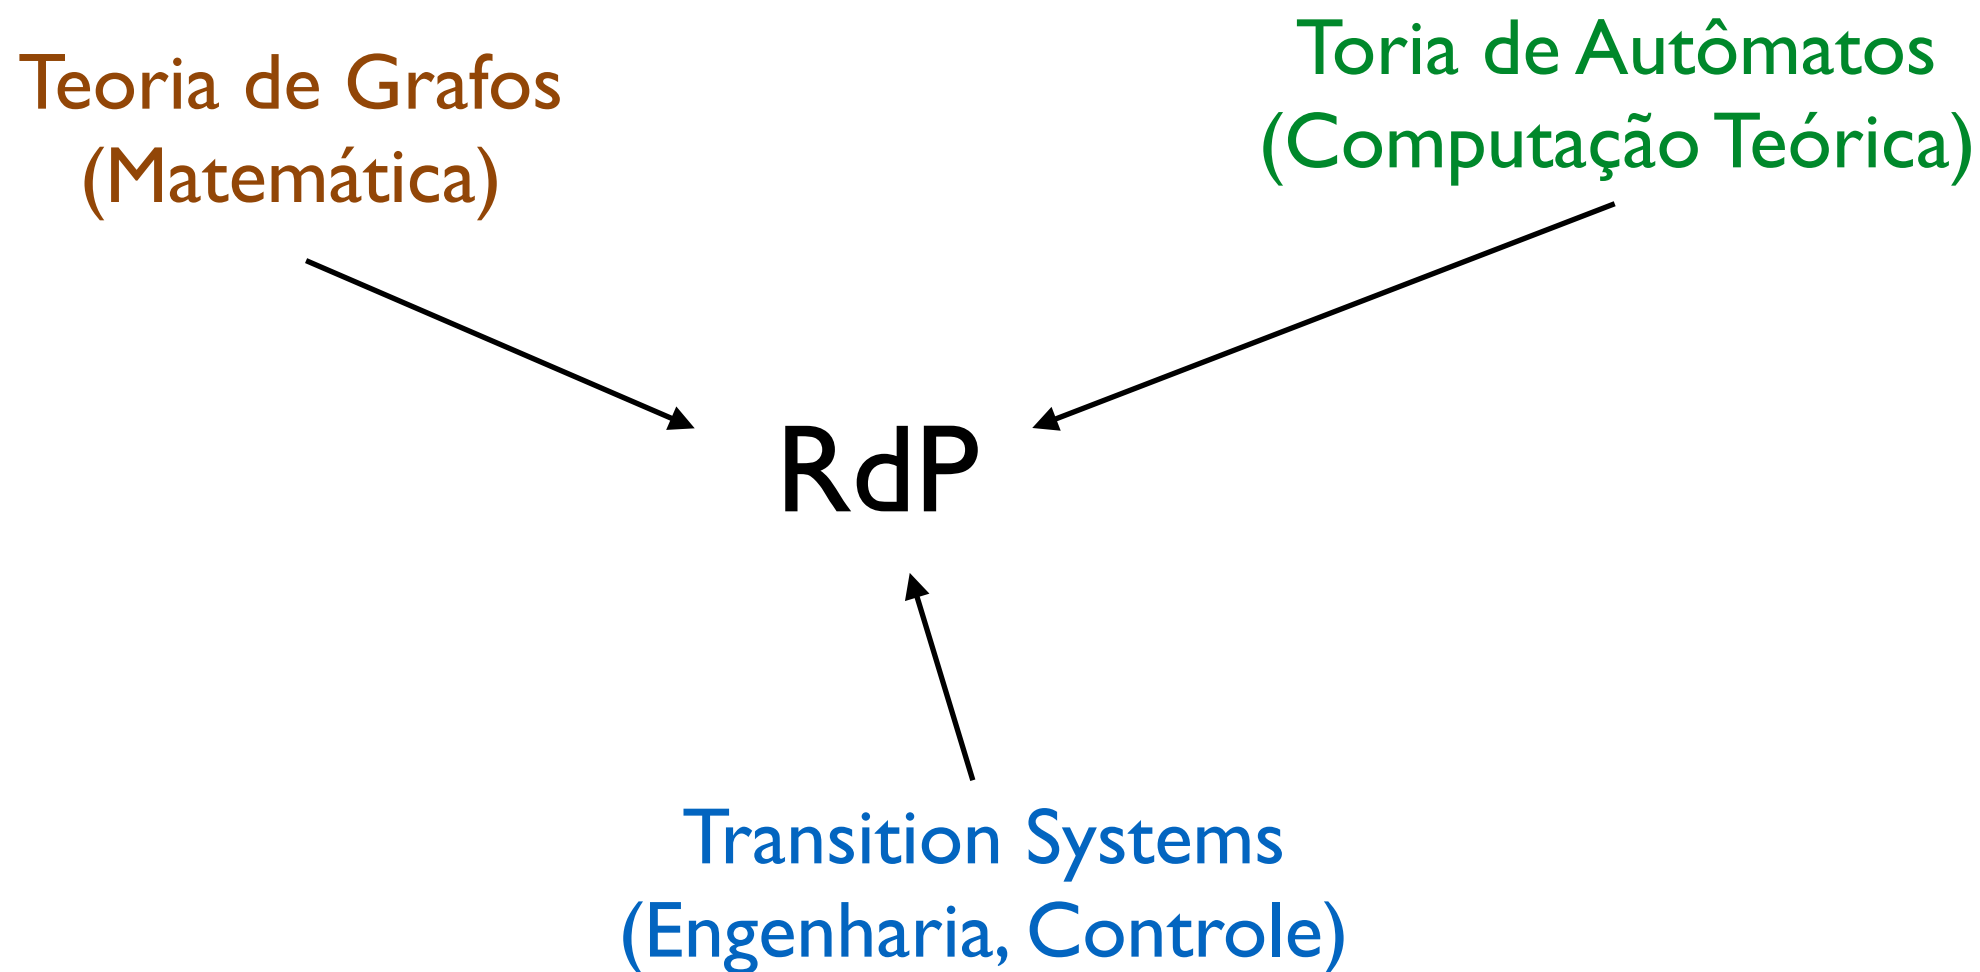 Teoria de Grafos
(Matemática)
Toria de Autômatos
(Computação Teórica)
RdP
Transition Systems
(Engenharia, Controle)